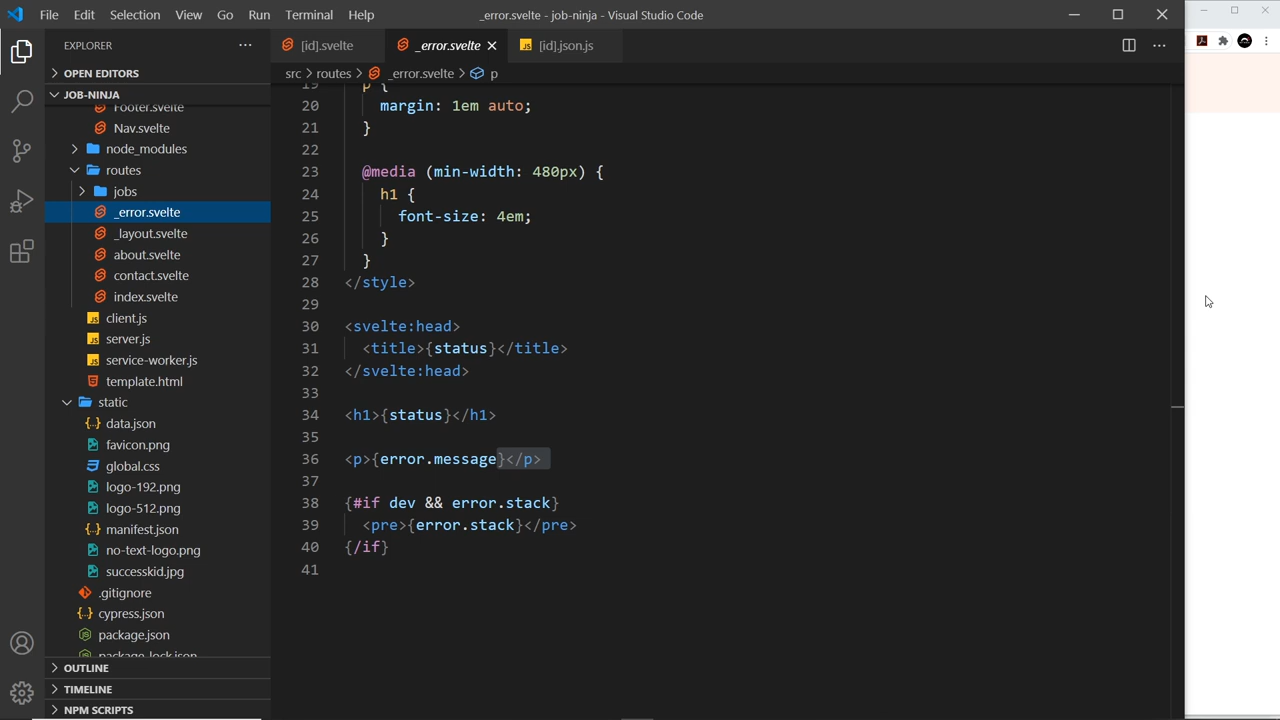 File Edit Selection View Go Run Terminal Help
_error.svelte - job-ninja - Visual Studio Code
EXPLORER
OPEN EDITORS
JOB-NINJA
Footer.svelte
Nav.svelte
node_modules
routes
jobs
_error.svelte
_layout.svelte
about.svelte
contact.svelte
index.svelte
client.js
server.js
service-worker.js
template.html
static
data.json
favicon.png
global.css
logo-192.png
logo-512.png
manifest.json
no-text-logo.png
successkid.jpg
.gitignore
cypress.json
package.json
package-lock.json
OUTLINE
TIMELINE
NPM SCRIPTS
[id].svelte _error.svelte [id].json.js
src > routes > _error.svelte > p
19 p {
20 margin: 1em auto;
21 }
22
23 @media (min-width: 480px) {
24 h1 {
25 font-size: 4em;
26 }
27 }
28 </style>
29
30 <svelte:head>
31 <title>{status}</title>
32 </svelte:head>
33
34 <h1>{status}</h1>
35
36 <p>{error.message}</p>
37
38 {#if dev && error.stack}
39 <pre>{error.stack}</pre>
40 {/if}
41